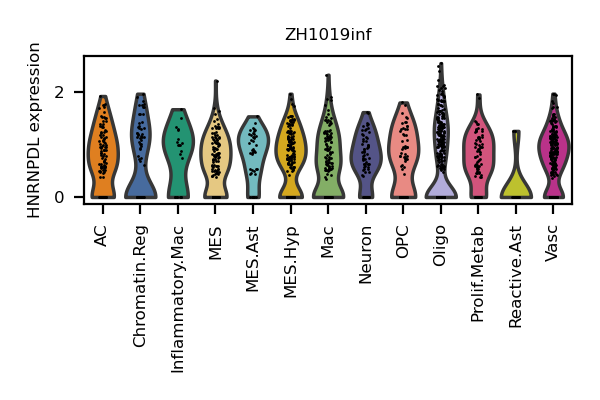 ZH1019inf
HNRNPDL expression
2
0
AC
Chromatin.Reg
Inflammatory.Mac
MES
MES.Ast
MES.Hyp
Mac
Neuron
OPC
Oligo
Prolif.Metab
Reactive.Ast
Vasc